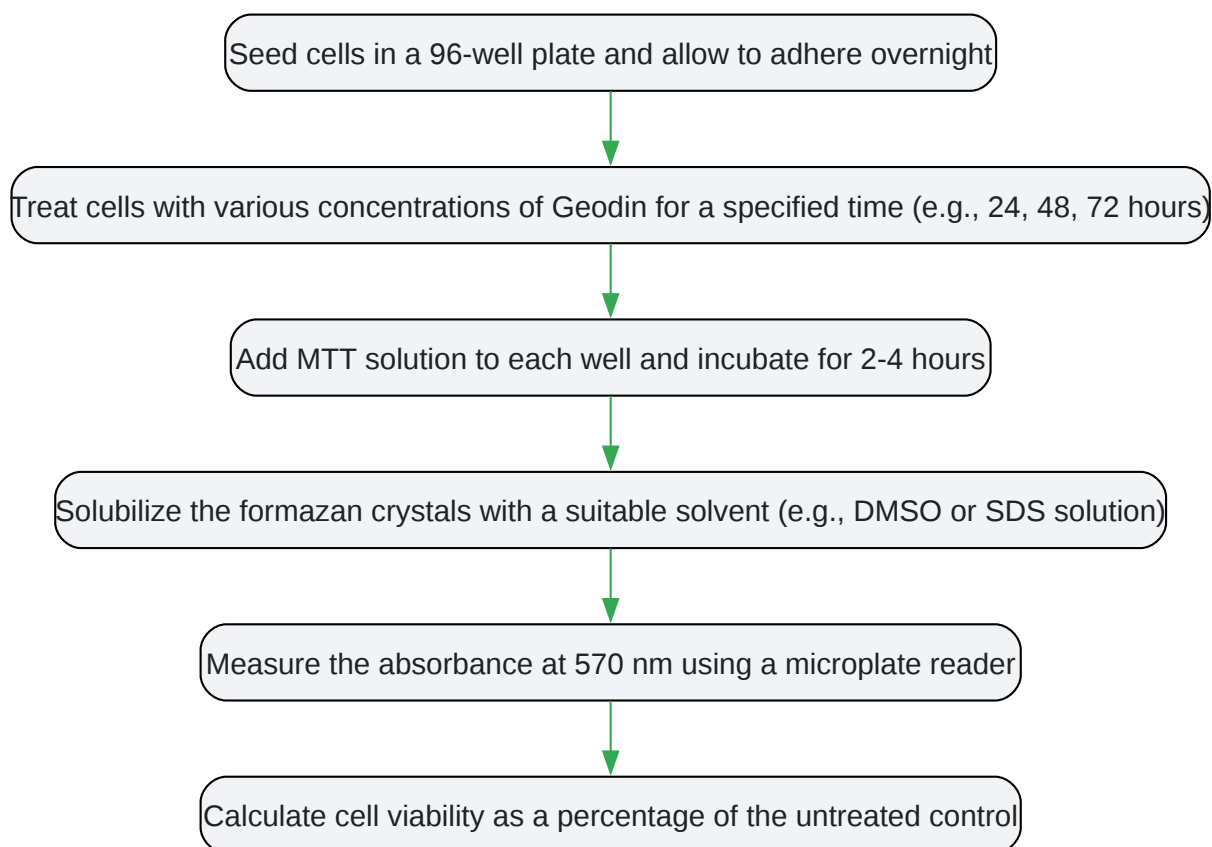 Seed cells in a 96-well plate and allow to adhere overnight
Treat cells with various concentrations of Geodin for a specified time (e.g., 24, 48, 72 hours)
Add MTT solution to each well and incubate for 2-4 hours
Solubilize the formazan crystals with a suitable solvent (e.g., DMSO or SDS solution)
Measure the absorbance at 570 nm using a microplate reader
Calculate cell viability as a percentage of the untreated control